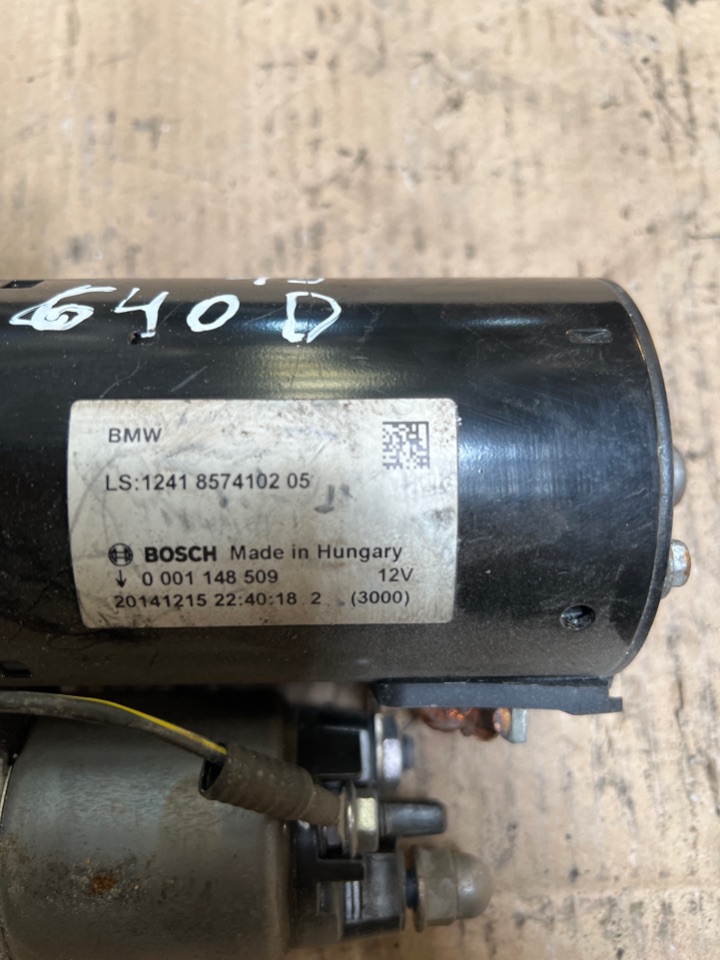 640D
BMW
LS:1241 8574102 05
BOSCH Made in Hungary
0 001 148 509 12V
20141215 22:40:18 2 (3000)